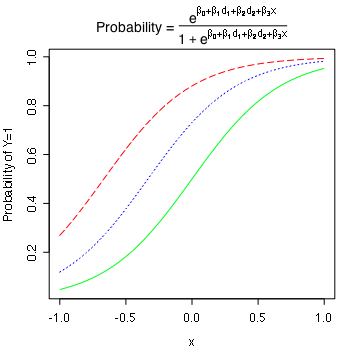 Probability = e^β₀+β₁d₁+β₂d₂+β₃x / 1 + e^β₀+β₁d₁+β₂d₂+β₃x
Probability of Y=1
1.0
0.8
0.6
0.4
0.2
-1.0 -0.5 0.0 0.5 1.0
x